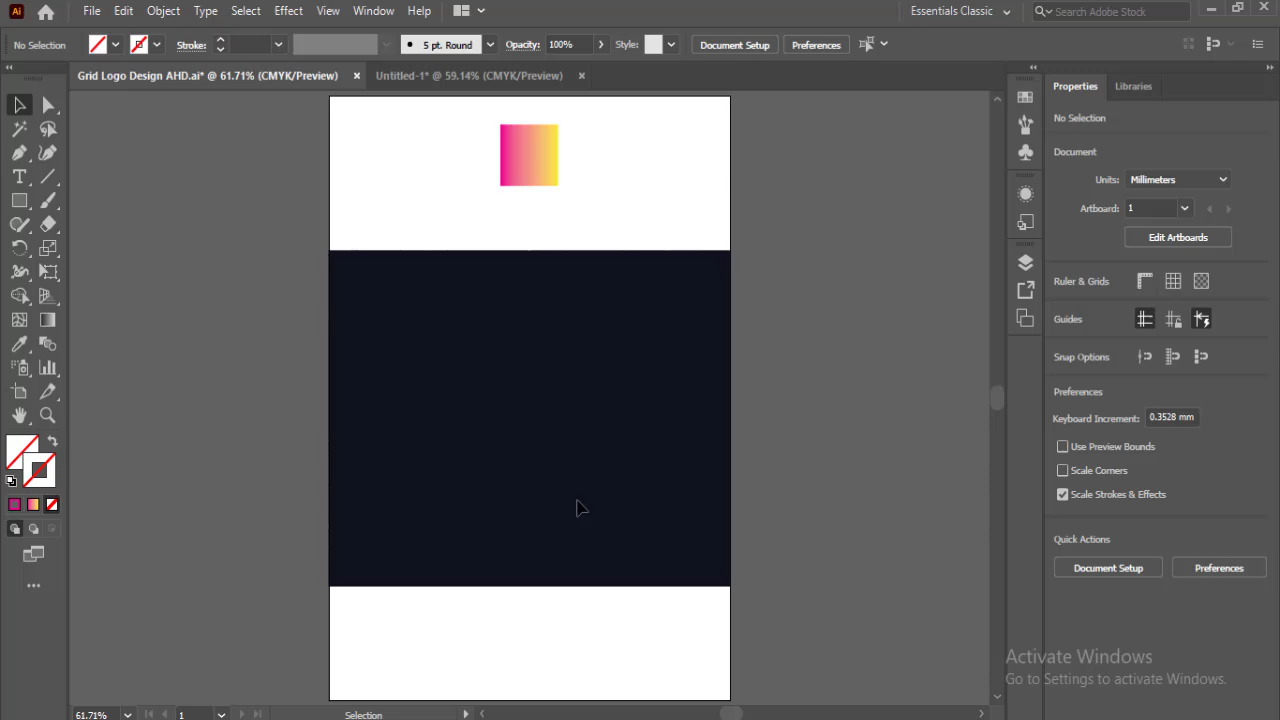 Ai File Edit Object Type Select Effect View Window Help Essentials Classic Search Adobe Stock
No Selection Stroke: 5 pt. Round Opacity: 100% Style: Document Setup Preferences
Grid Logo Design AHD.ai* @ 61.71% (CMYK/Preview) Untitled-1* @ 59.14% (CMYK/Preview)
Properties Libraries
No Selection
Document
Units: Millimeters
Artboard: 1
Edit Artboards
Ruler & Grids
Guides
Snap Options
Preferences
Keyboard Increment: 0.3528 mm
Use Preview Bounds
Scale Corners
Scale Strokes & Effects
Quick Actions
Document Setup Preferences
Activate Windows
Go to Settings to activate Windows.
61.71% 1 Selection